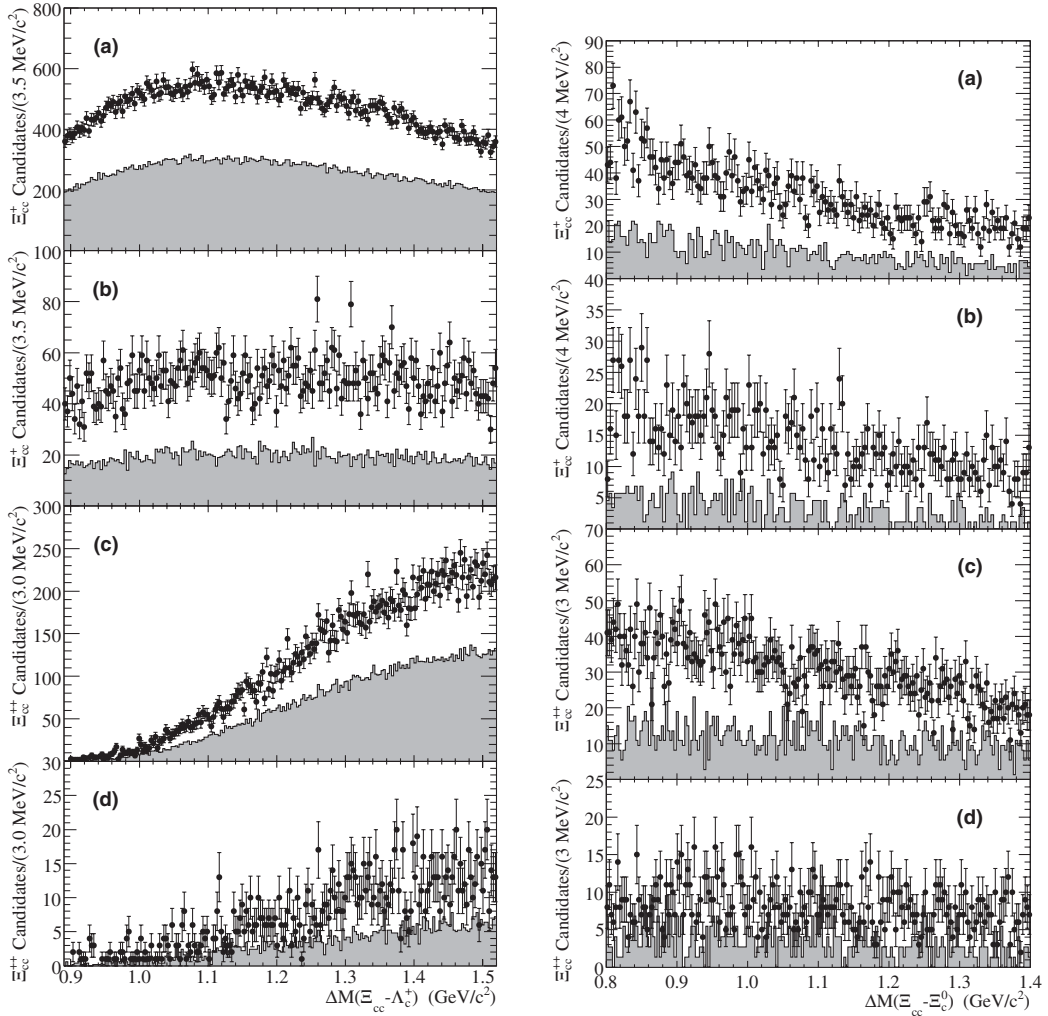 800
600
400
200
Ξcc+ Candidates/(3.5 MeV/c²)
(a)
100
80
60
40
20
Ξcc+ Candidates/(3.5 MeV/c²)
(b)
300
250
200
150
100
50
Ξcc++ Candidates/(3.0 MeV/c²)
(c)
30
25
20
15
10
5
0
Ξcc++ Candidates/(3.0 MeV/c²)
(d)
0.9 1.0 1.1 1.2 1.3 1.4 1.5
ΔM(Ξcc-Λc+) (GeV/c²)
90
80
70
60
50
40
30
20
10
Ξcc+ Candidates/(4 MeV/c²)
(a)
40
35
30
25
20
15
10
5
Ξcc+ Candidates/(4 MeV/c²)
(b)
70
60
50
40
30
20
10
Ξcc++ Candidates/(3 MeV/c²)
(c)
25
20
15
10
5
0
Ξcc++ Candidates/(3 MeV/c²)
(d)
0.8 0.9 1.0 1.1 1.2 1.3 1.4
ΔM(Ξcc-Ξc0) (GeV/c²)